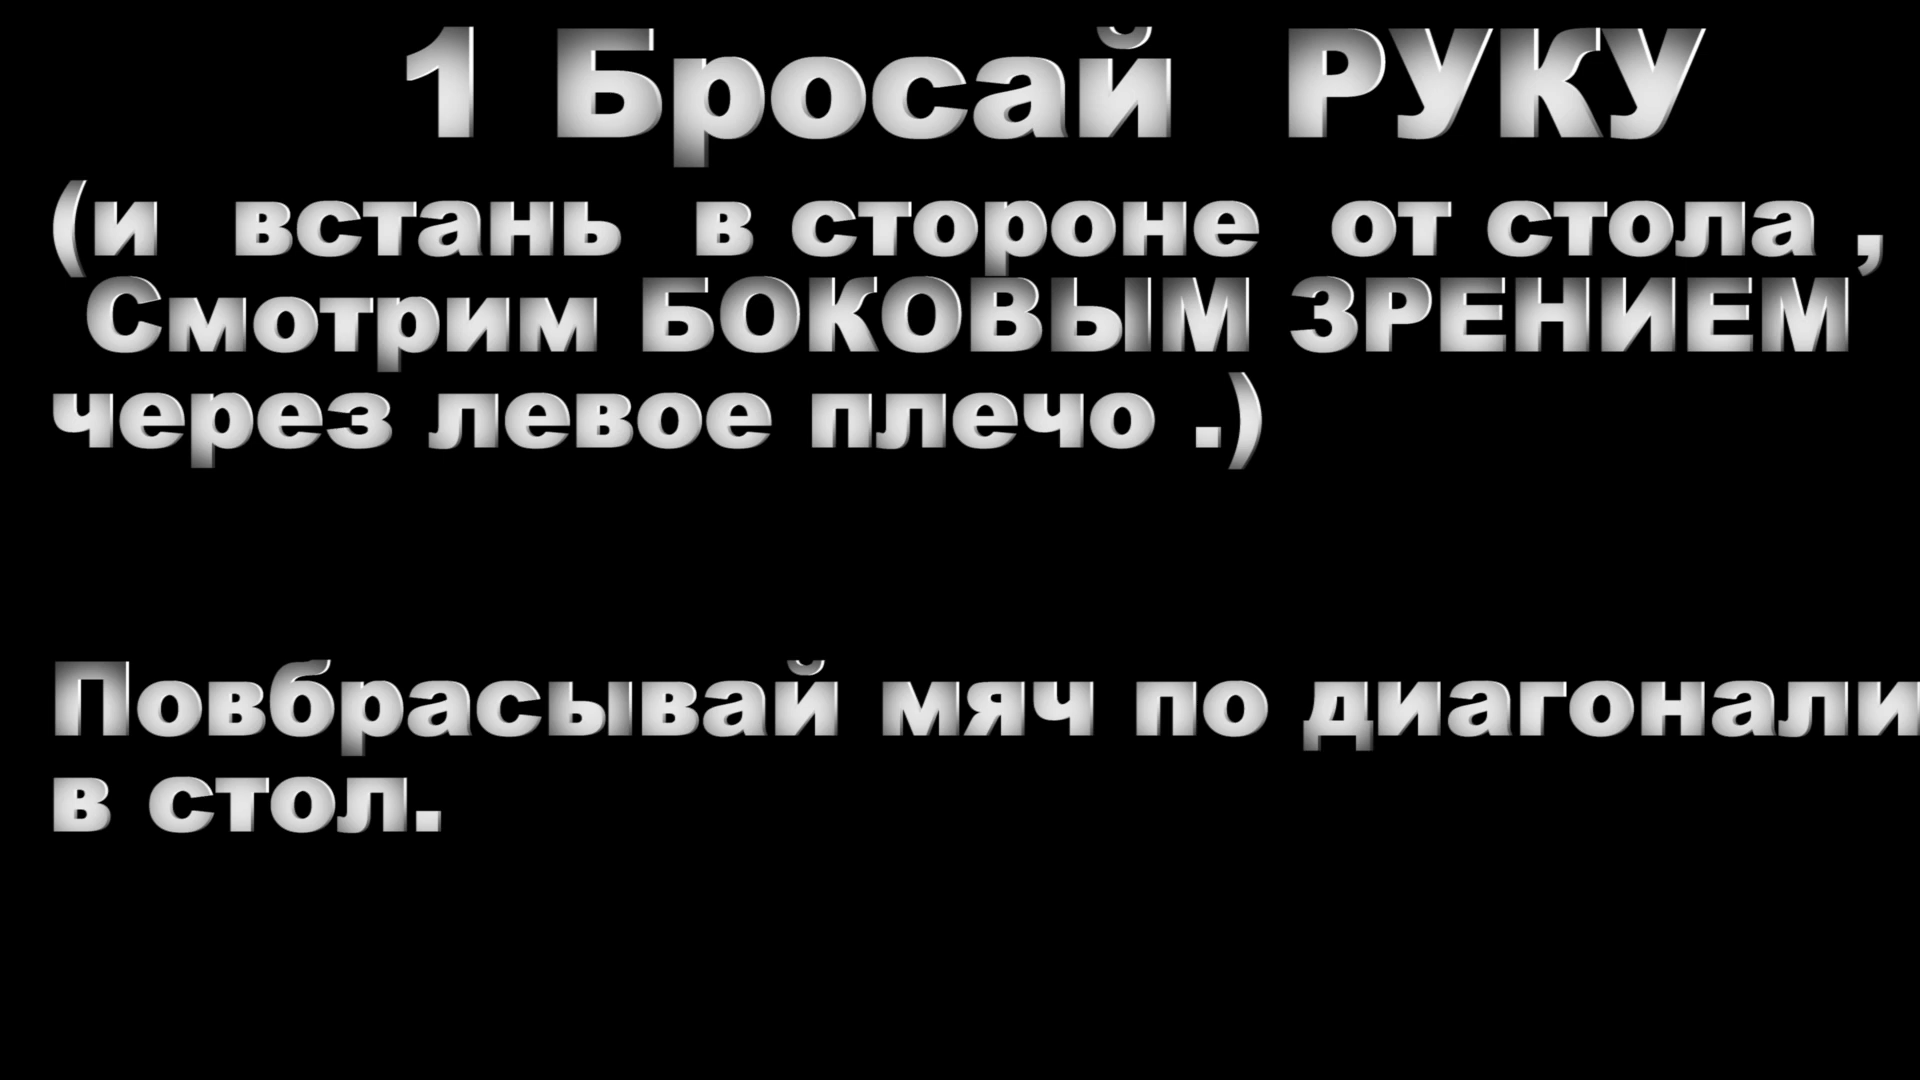 1 Бросай РУКУ
(и встань в стороне от стола ,
Смотрим БОКОВЫМ ЗРЕНИЕМ
через левое плечо .)
Повбрасывай мяч по диагонали
в стол.